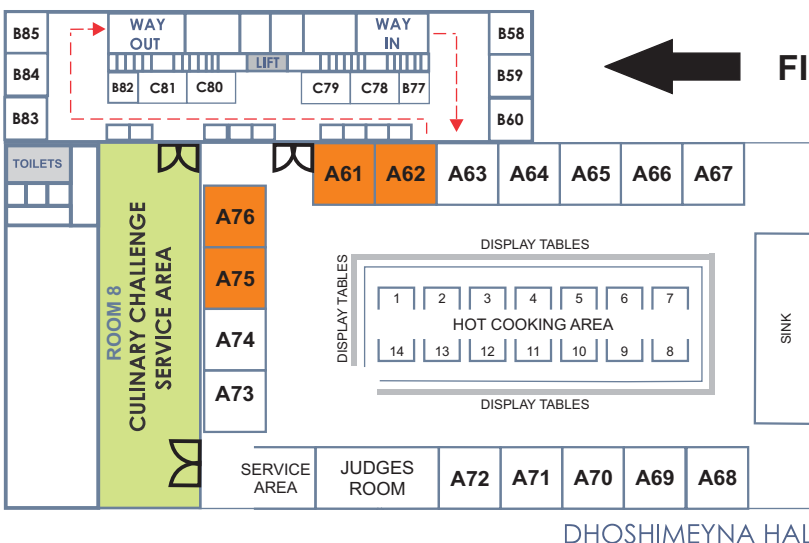 B85
WAY
OUT
WAY
IN
B58
B84
LIFT
B59
FI
B82
C81
C80
C79
C78
B77
B83
B60
TOILETS
A61
A62
A63
A64
A65
A66
A67
A76
A75
A74
A73
ROOM 8
CULINARY CHALLENGE
SERVICE AREA
DISPLAY TABLES
DISPLAY TABLES
1 2 3 4 5 6 7
HOT COOKING AREA
14 13 12 11 10 9 8
DISPLAY TABLES
SINK
SERVICE
AREA
JUDGES
ROOM
A72
A71
A70
A69
A68
DHOSHIMEYNA HAL